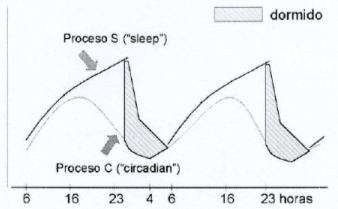 dormido
Proceso S ("sleep")
Proceso C ("circadian")
6 16 23 4 6 16 23 horas